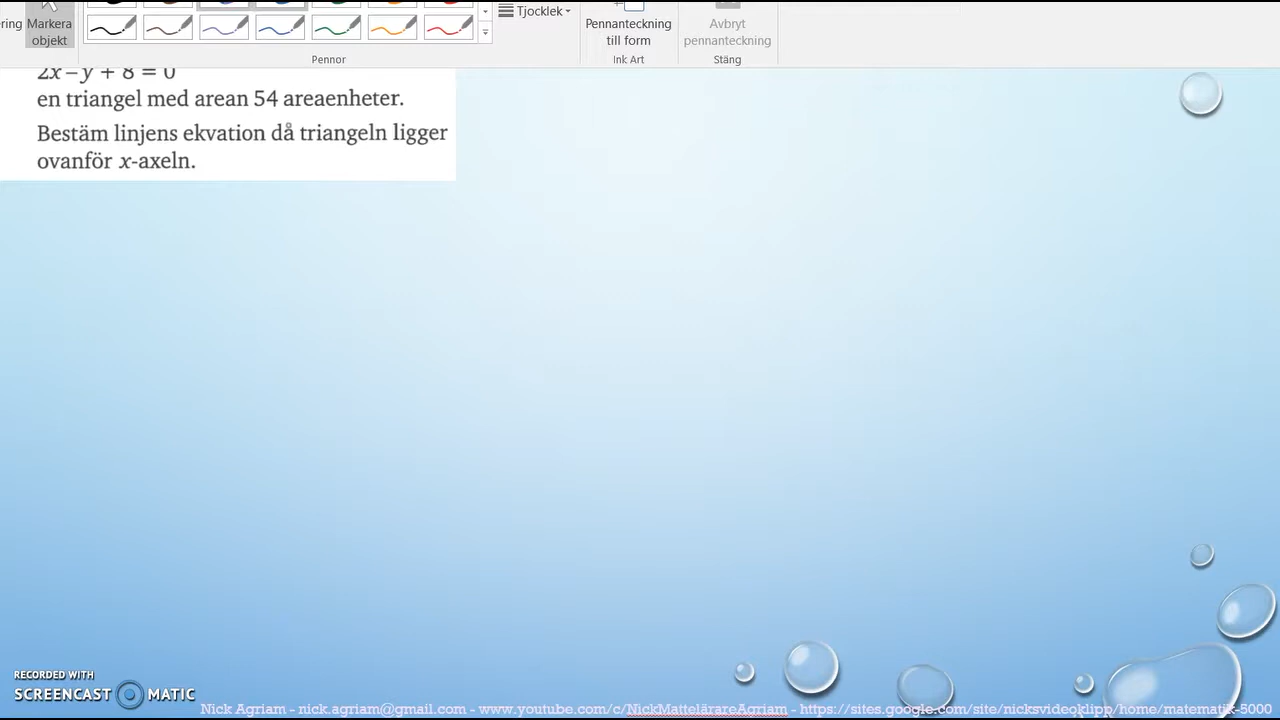 Markera
objekt
Tjocklek
Pennanteckning
till form
Avbryt
pennanteckning
Pennor
Ink Art
Stäng
2x – y + 8 = 0
en triangel med arean 54 areaenheter.
Bestäm linjens ekvation då triangeln ligger
ovanför x-axeln.
RECORDED WITH
SCREENCAST MATIC
Nick Agriam - nick.agriam@gmail.com - www.youtube.com/c/NickMattelärareAgriam - https://sites.google.com/site/nicksvideoklipp/home/matematik-5000